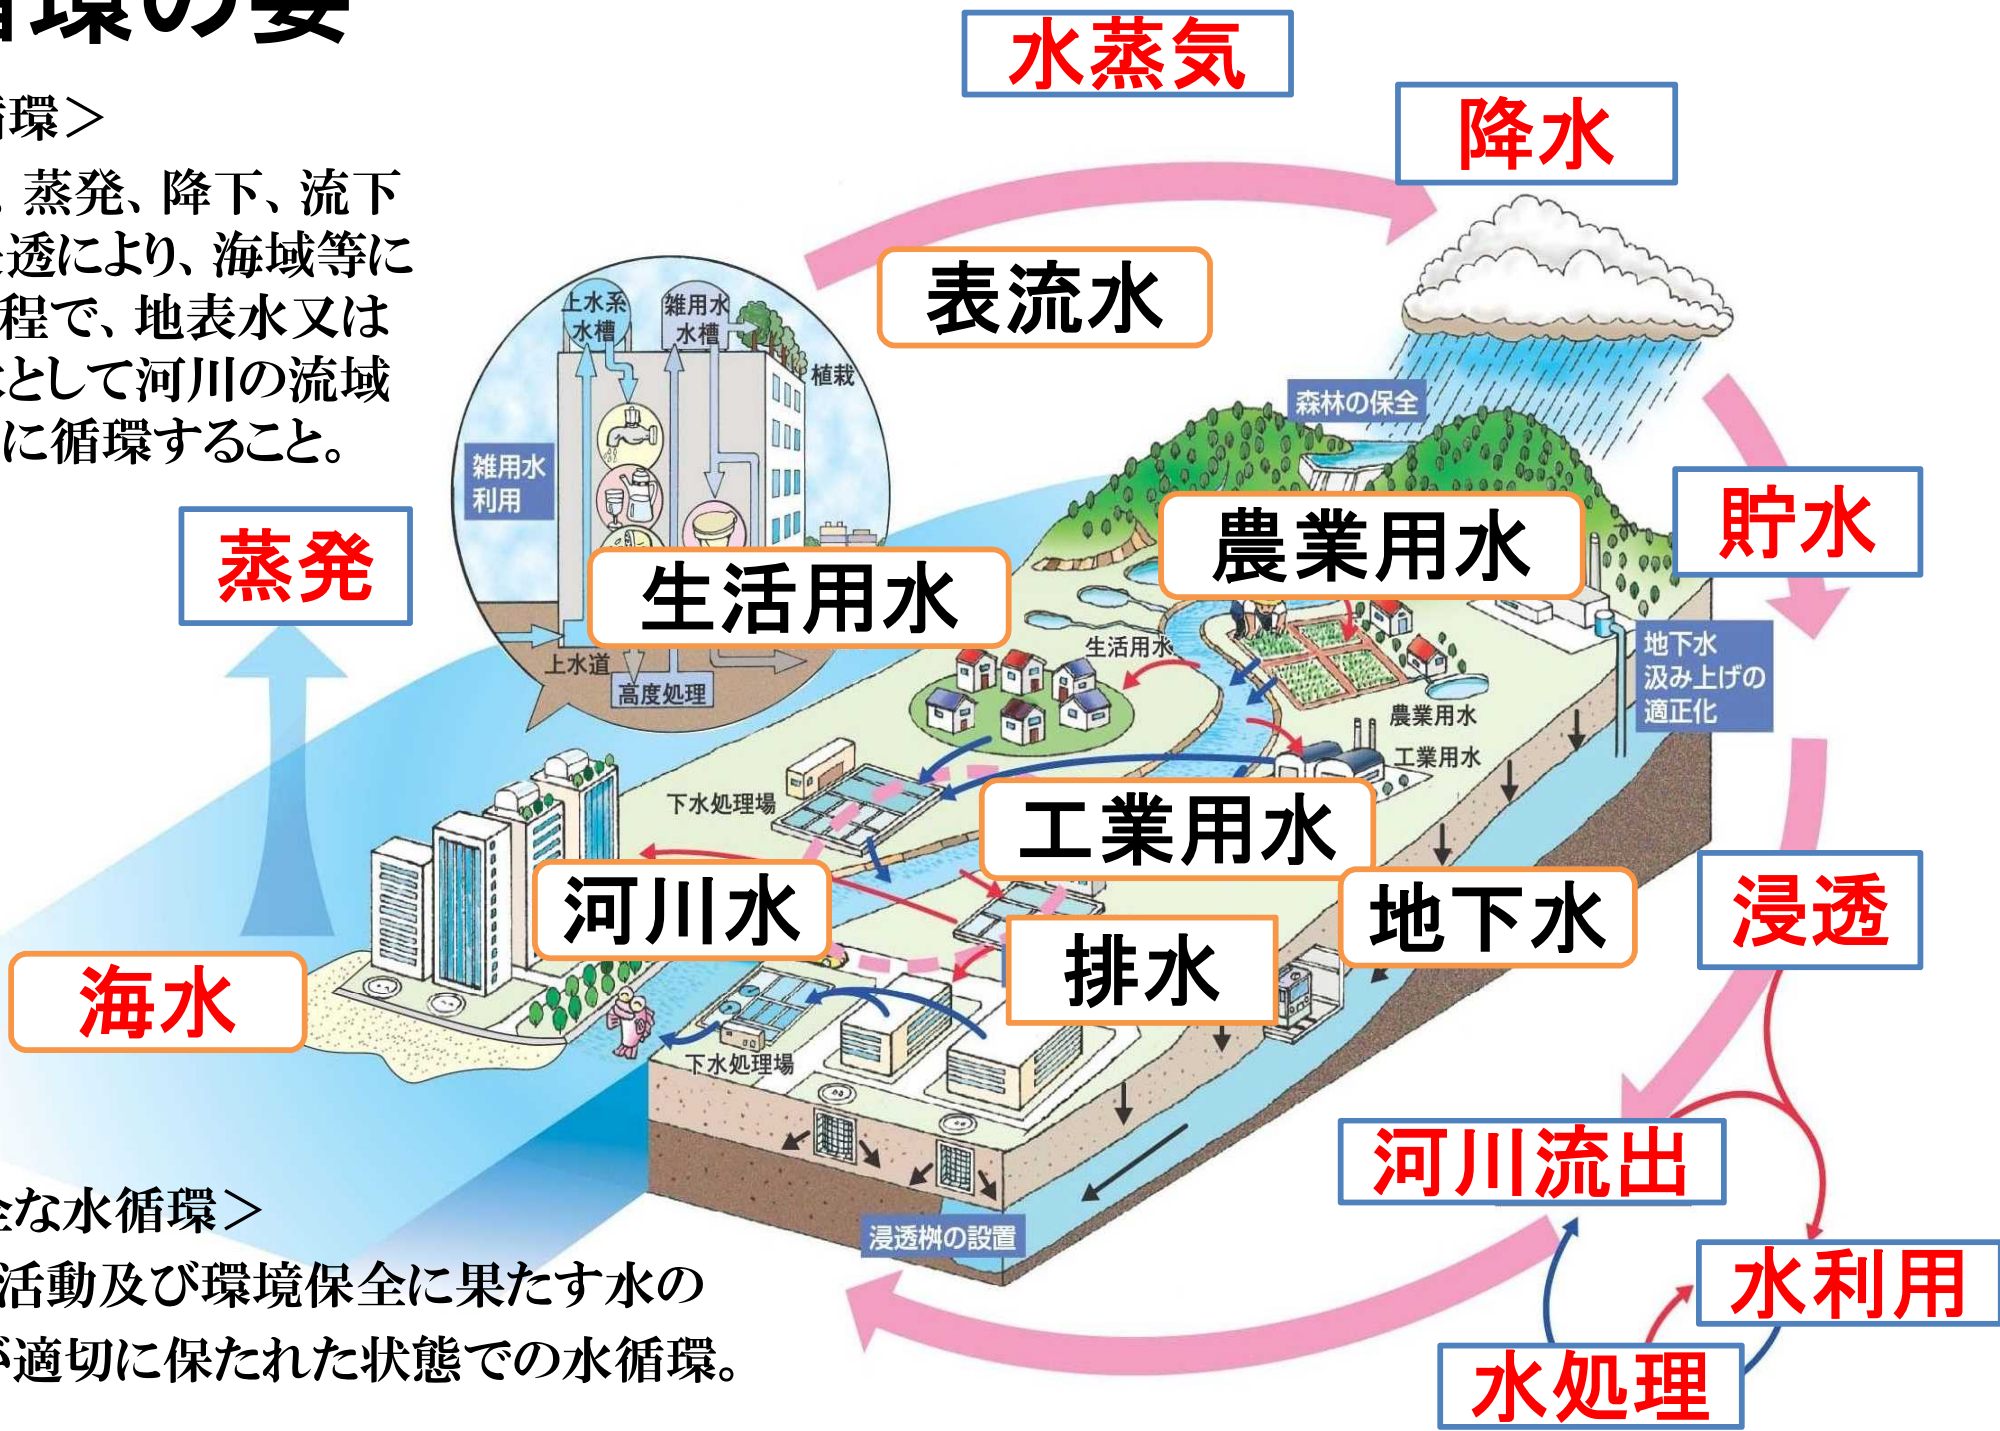 循環の姿
水蒸気
降水
循環＞
、蒸発、降下、流下
浸透により、海域等に
程で、地表水又は
水として河川の流域
に循環すること。
表流水
上水系
水槽
雑用水
水槽
植栽
雑用水
利用
森林の保全
貯水
農業用水
蒸発
生活用水
上水道
高度処理
生活用水
地下水
汲み上げの
適正化
農業用水
工業用水
下水処理場
工業用水
河川水
地下水
浸透
排水
海水
下水処理場
河川流出
浸透桝の設置
全な水循環＞
活動及び環境保全に果たす水の
が適切に保たれた状態での水循環。
水利用
水処理